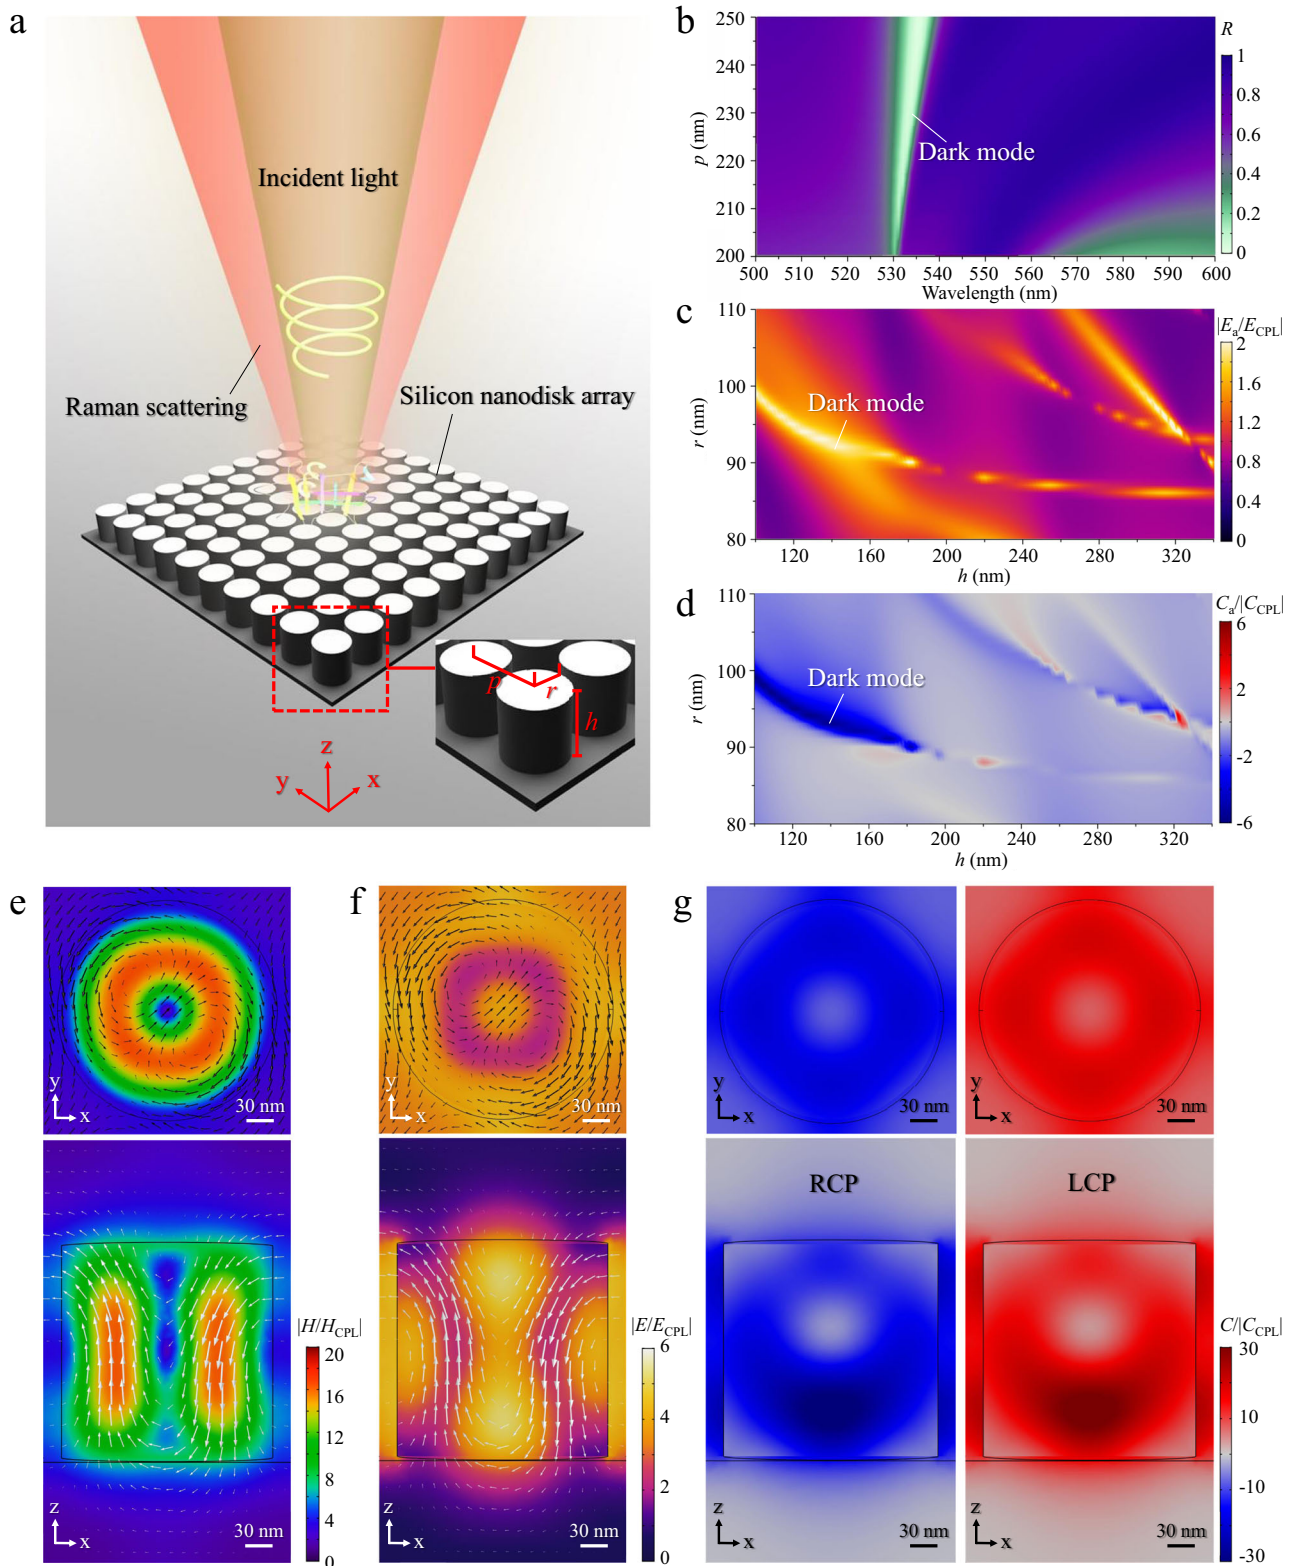 a
Incident light
Raman scattering
Silicon nanodisk array
p
r
h
z
y
x
b
R
250
240
230
220
210
200
p (nm)
Dark mode
1
0.8
0.6
0.4
0.2
0
500 510 520 530 540 550 560 570 580 590 600
Wavelength (nm)
c
|Ea/ECPL|
110
100
90
80
r (nm)
Dark mode
2
1.6
1.2
0.8
0.4
0
120 160 200 240 280 320
h (nm)
d
Ca/|CCPL|
110
100
90
80
r (nm)
Dark mode
6
2
-2
-6
120 160 200 240 280 320
h (nm)
e
y
x
30 nm
z
x
30 nm
|H/HCPL|
20
16
12
8
4
0
f
y
x
30 nm
z
x
30 nm
|E/ECPL|
6
4
2
0
g
y
x
30 nm
y
x
30 nm
RCP
LCP
z
x
30 nm
z
x
30 nm
C/|CCPL|
30
10
-10
-30